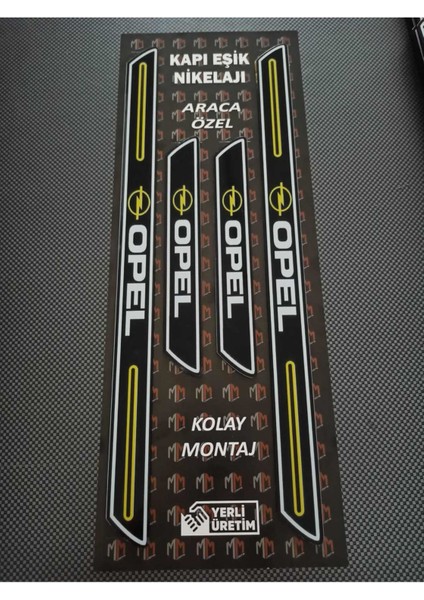 KAPI EŞİK
NİKELAJI
ARACA
ÖZEL
OPEL
OPEL
OPEL
OPEL
KOLAY
MONTAJ
YERLİ
ÜRETİM